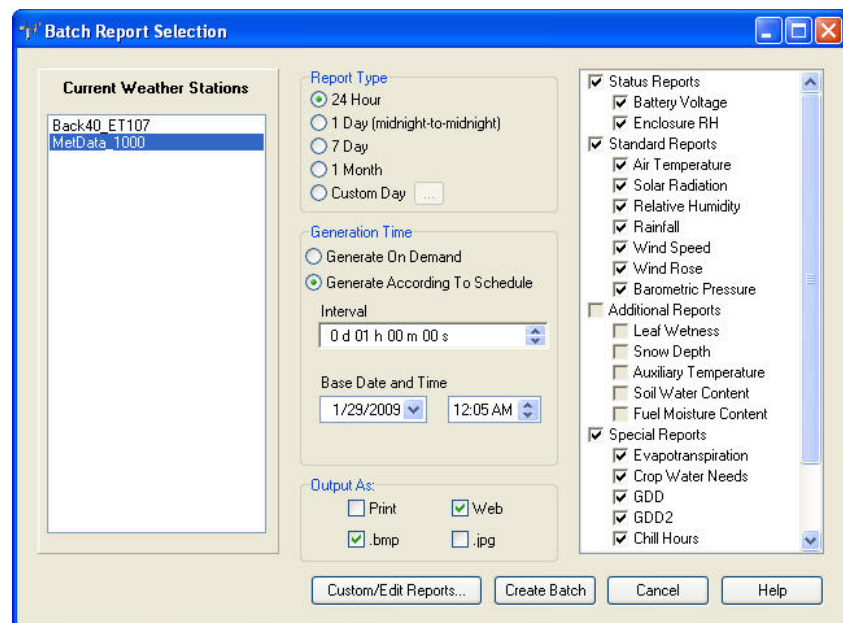 Batch Report Selection
Current Weather Stations
Back40_ET107
MetData_1000
Report Type
24 Hour
1 Day (midnight-to-midnight)
7 Day
1 Month
Custom Day ...
Generation Time
Generate On Demand
Generate According To Schedule
Interval
0 d 01 h 00 m 00 s
Base Date and Time
1/29/2009 12:05 AM
Output As:
Print Web
.bmp .jpg
Status Reports
Battery Voltage
Enclosure RH
Standard Reports
Air Temperature
Solar Radiation
Relative Humidity
Rainfall
Wind Speed
Wind Rose
Barometric Pressure
Additional Reports
Leaf Wetness
Snow Depth
Auxiliary Temperature
Soil Water Content
Fuel Moisture Content
Special Reports
Evapotranspiration
Crop Water Needs
GDD
GDD2
Chill Hours
Custom/Edit Reports... Create Batch Cancel Help